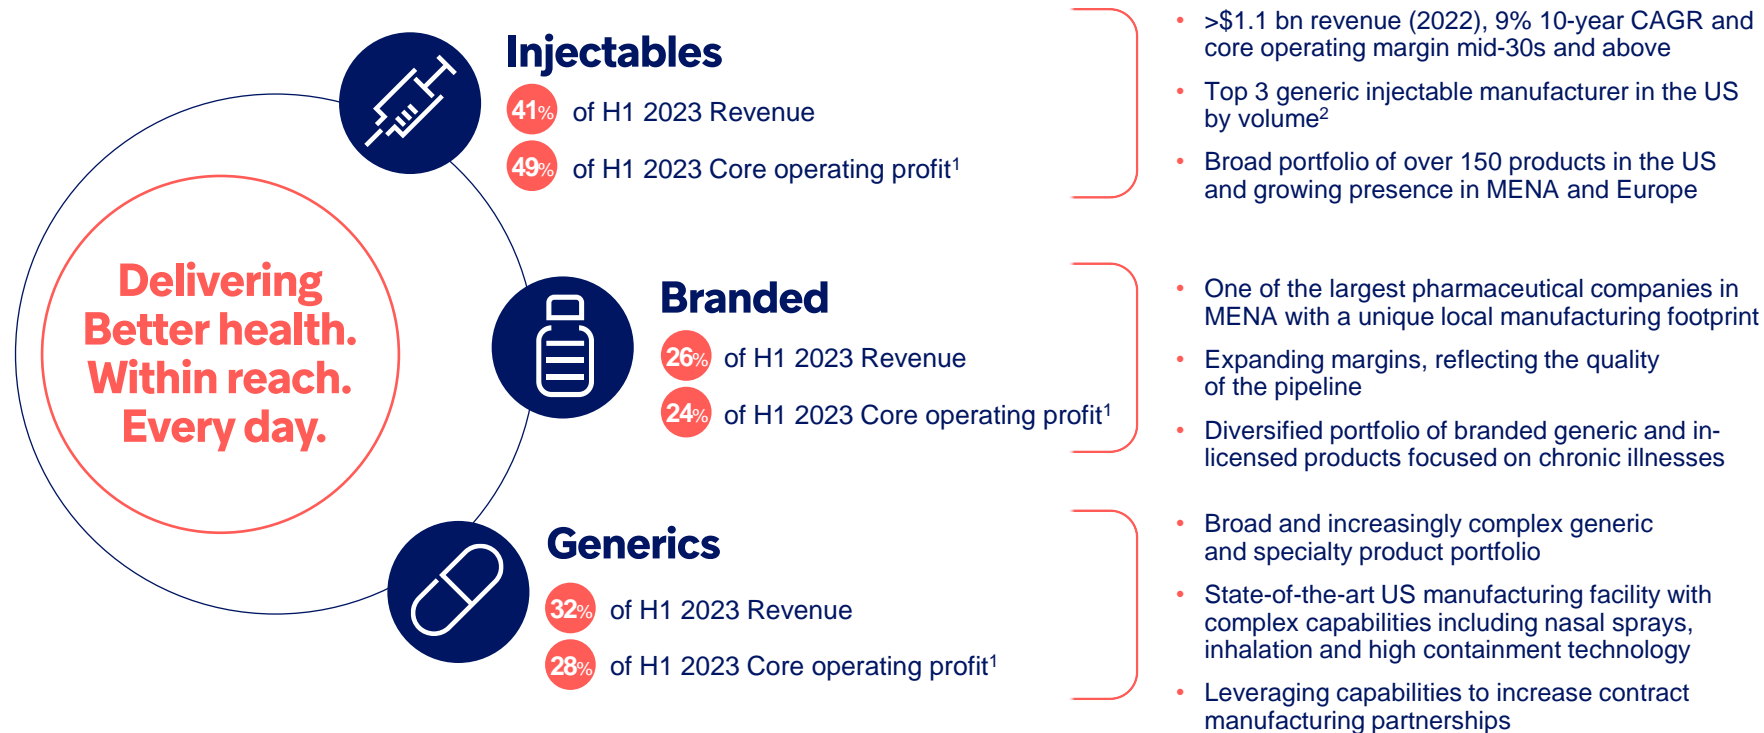 Delivering
Better health.
Within reach.
Every day.
Injectables
41% of H1 2023 Revenue
49% of H1 2023 Core operating profit¹
• >$1.1 bn revenue (2022), 9% 10-year CAGR and
core operating margin mid-30s and above
• Top 3 generic injectable manufacturer in the US
by volume²
• Broad portfolio of over 150 products in the US
and growing presence in MENA and Europe
Branded
26% of H1 2023 Revenue
24% of H1 2023 Core operating profit¹
• One of the largest pharmaceutical companies in
MENA with a unique local manufacturing footprint
• Expanding margins, reflecting the quality
of the pipeline
• Diversified portfolio of branded generic and in-
licensed products focused on chronic illnesses
Generics
32% of H1 2023 Revenue
28% of H1 2023 Core operating profit¹
• Broad and increasingly complex generic
and specialty product portfolio
• State-of-the-art US manufacturing facility with
complex capabilities including nasal sprays,
inhalation and high containment technology
• Leveraging capabilities to increase contract
manufacturing partnerships